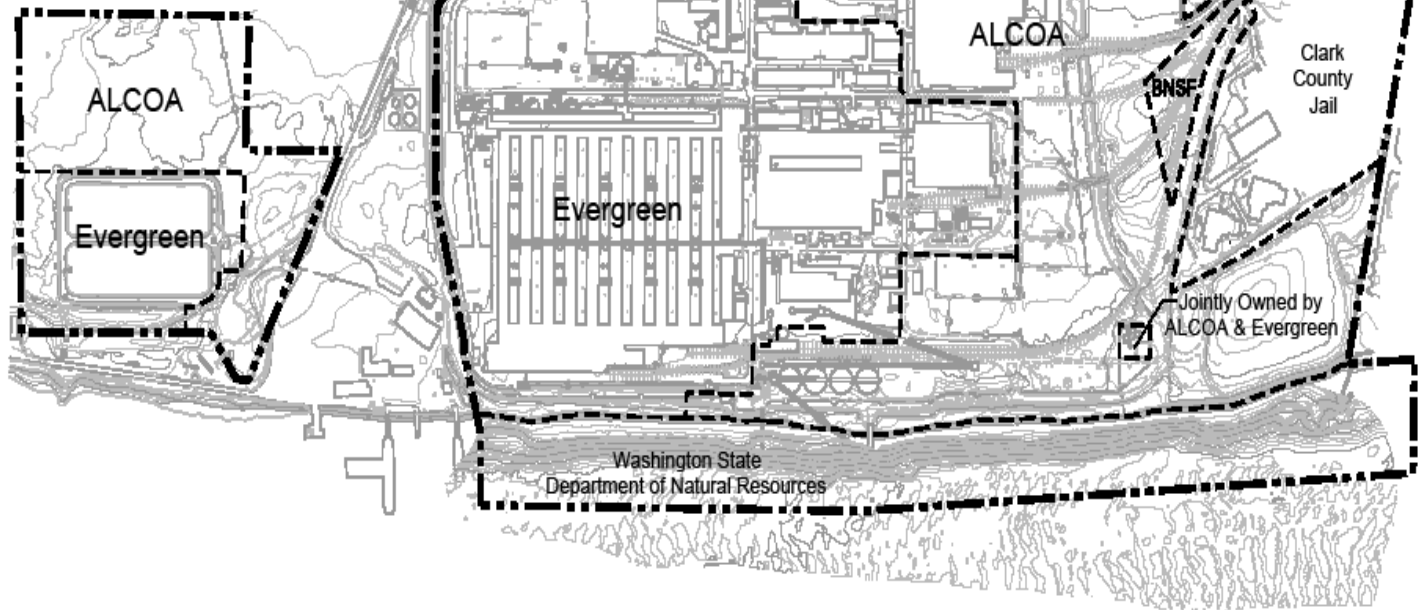 ALCOA
Clark
County
Jail
BNSF
ALCOA
Evergreen
Evergreen
Jointly Owned by
ALCOA & Evergreen
Washington State
Department of Natural Resources